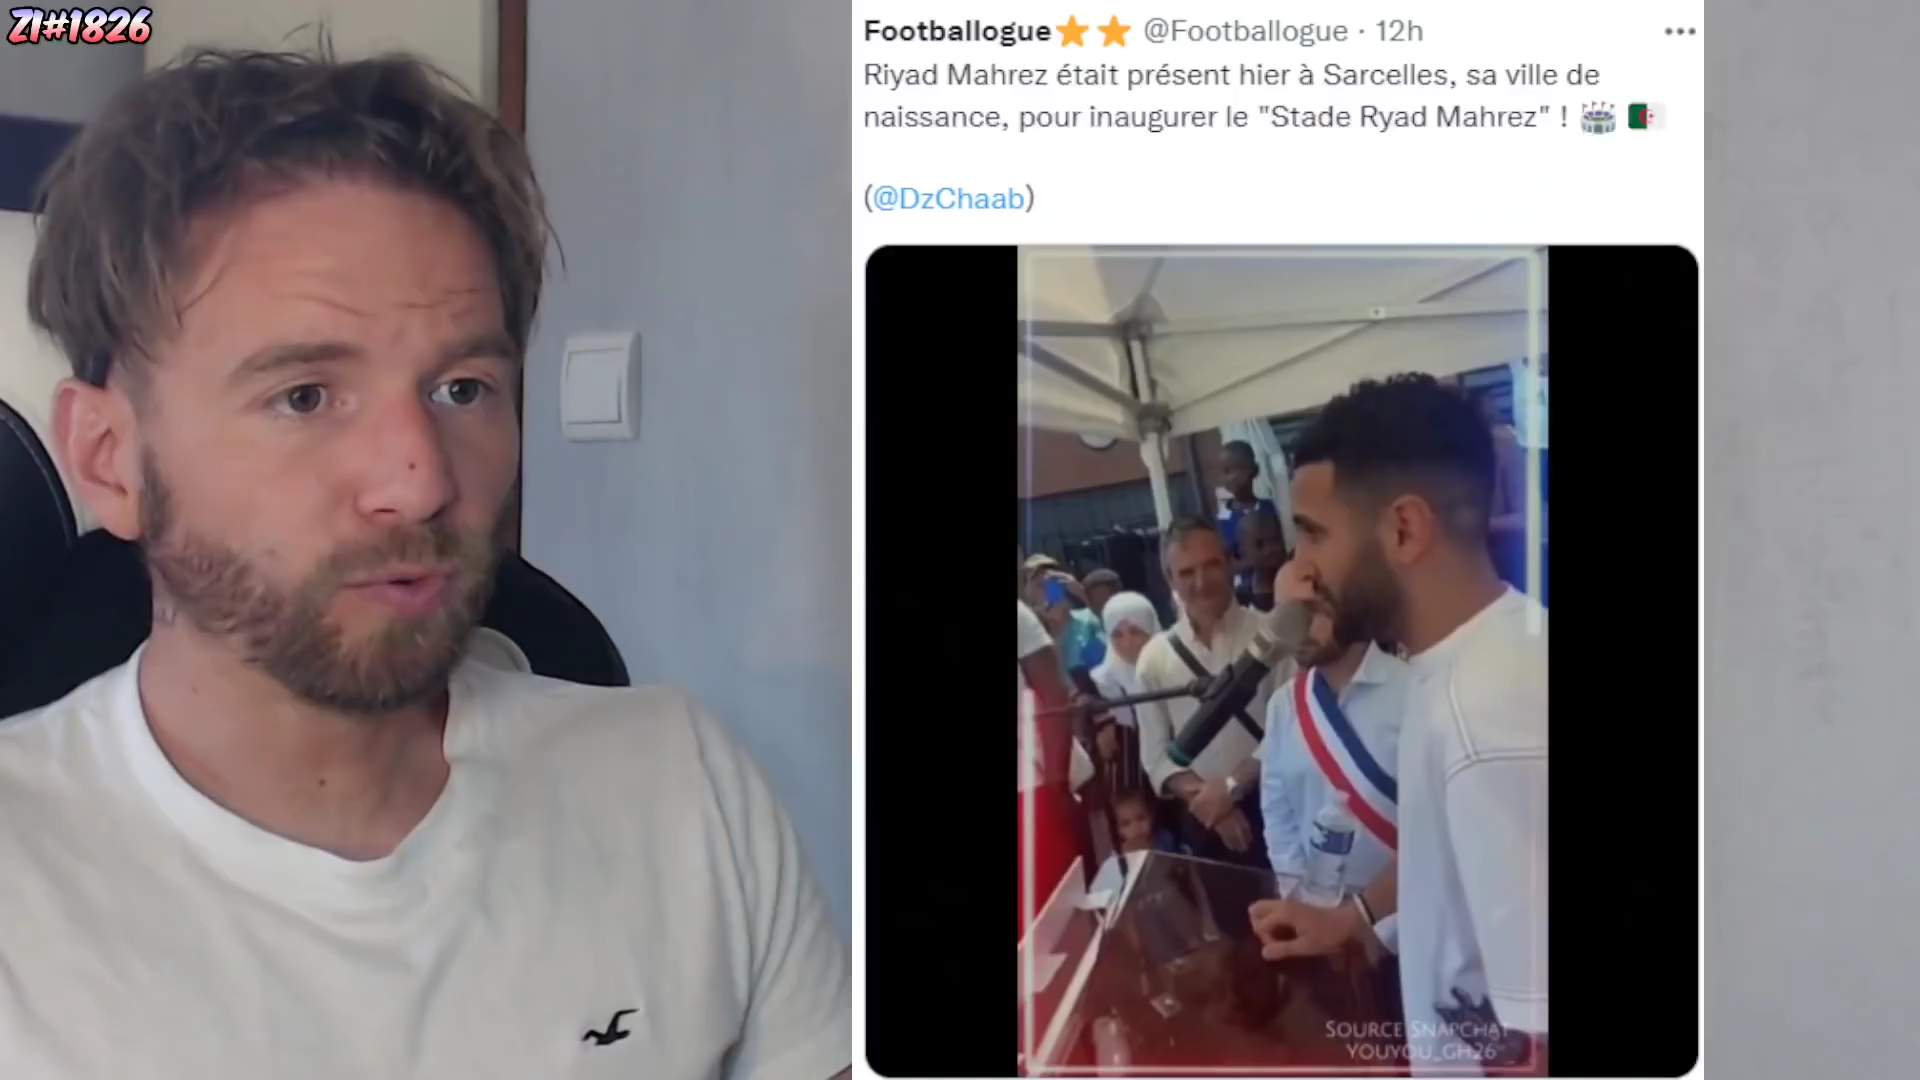 ZI#1826
Footballogue⭐⭐ @Footballogue · 12h
Riyad Mahrez était présent hier à Sarcelles, sa ville de
naissance, pour inaugurer le "Stade Ryad Mahrez" ! 🏟️ 🇩🇿
(@DzChaab)
SOURCE SNAPCHAT
YOUYOU_GH26